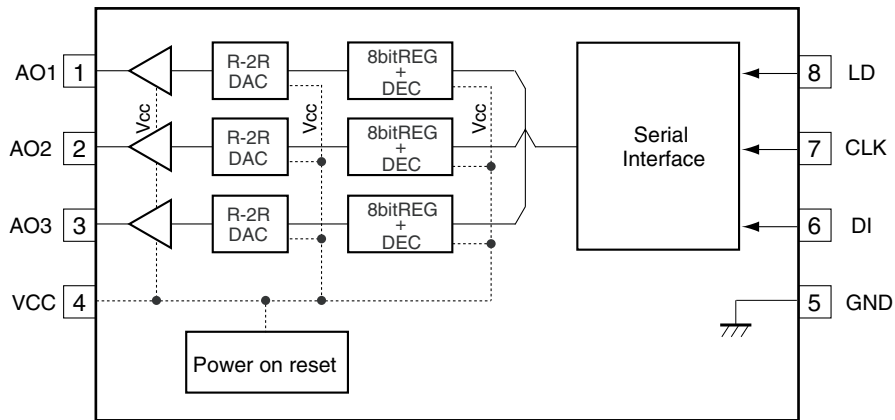 AO1 1 R-2R DAC 8bitREG + DEC 8 LD
Vcc Vcc Vcc
AO2 2 R-2R DAC 8bitREG + DEC Serial Interface 7 CLK
AO3 3 R-2R DAC 8bitREG + DEC 6 DI
VCC 4 5 GND
Power on reset